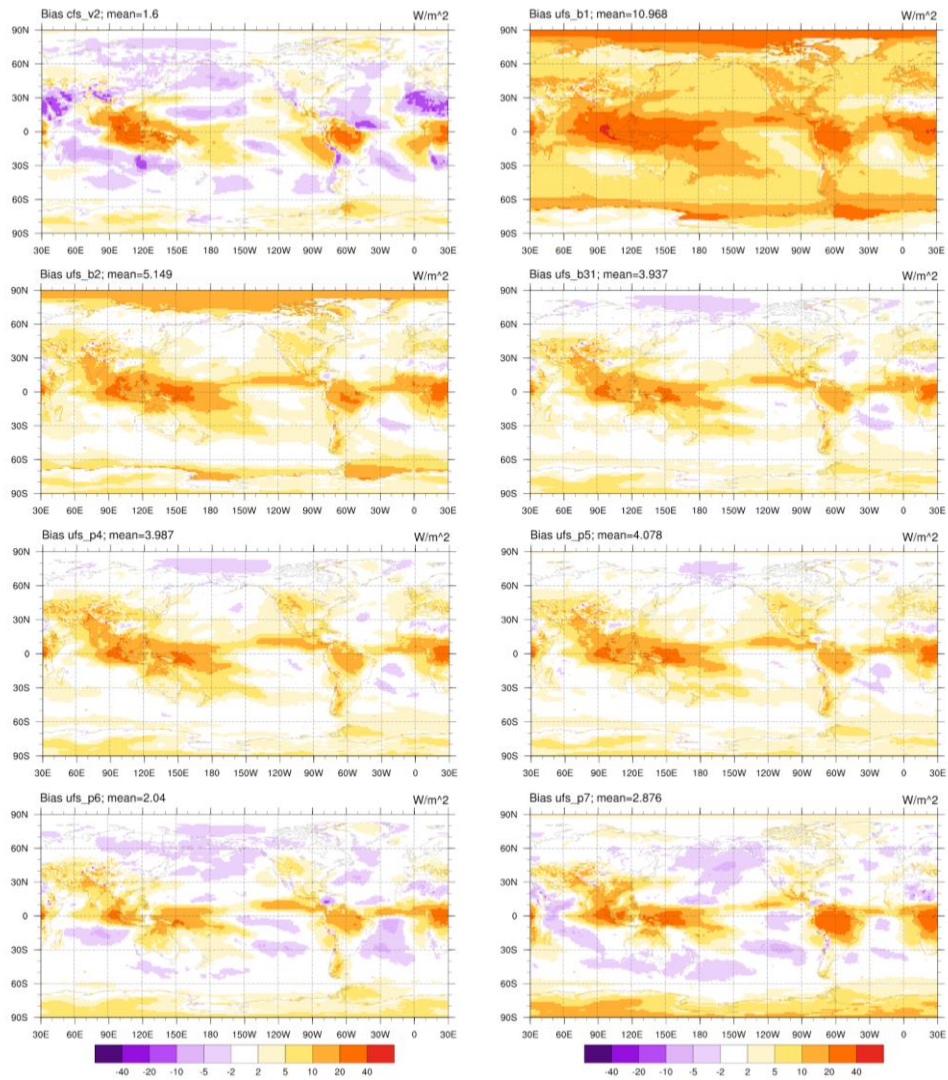 Bias cfs_v2; mean=1.6 W/m^2
90N
60N
30N
0
30S
60S
90S
30E 60E 90E 120E 150E 180 150W 120W 90W 60W 30W 0 30E
Bias ufs_b1; mean=10.968 W/m^2
90N
60N
30N
0
30S
60S
90S
30E 60E 90E 120E 150E 180 150W 120W 90W 60W 30W 0 30E
Bias ufs_b2; mean=5.149 W/m^2
90N
60N
30N
0
30S
60S
90S
30E 60E 90E 120E 150E 180 150W 120W 90W 60W 30W 0 30E
Bias ufs_b31; mean=3.937 W/m^2
90N
60N
30N
0
30S
60S
90S
30E 60E 90E 120E 150E 180 150W 120W 90W 60W 30W 0 30E
Bias ufs_p4; mean=3.987 W/m^2
90N
60N
30N
0
30S
60S
90S
30E 60E 90E 120E 150E 180 150W 120W 90W 60W 30W 0 30E
Bias ufs_p5; mean=4.078 W/m^2
90N
60N
30N
0
30S
60S
90S
30E 60E 90E 120E 150E 180 150W 120W 90W 60W 30W 0 30E
Bias ufs_p6; mean=2.04 W/m^2
90N
60N
30N
0
30S
60S
90S
30E 60E 90E 120E 150E 180 150W 120W 90W 60W 30W 0 30E
-40 -20 -10 -5 -2 2 5 10 20 40
Bias ufs_p7; mean=2.876 W/m^2
90N
60N
30N
0
30S
60S
90S
30E 60E 90E 120E 150E 180 150W 120W 90W 60W 30W 0 30E
-40 -20 -10 -5 -2 2 5 10 20 40